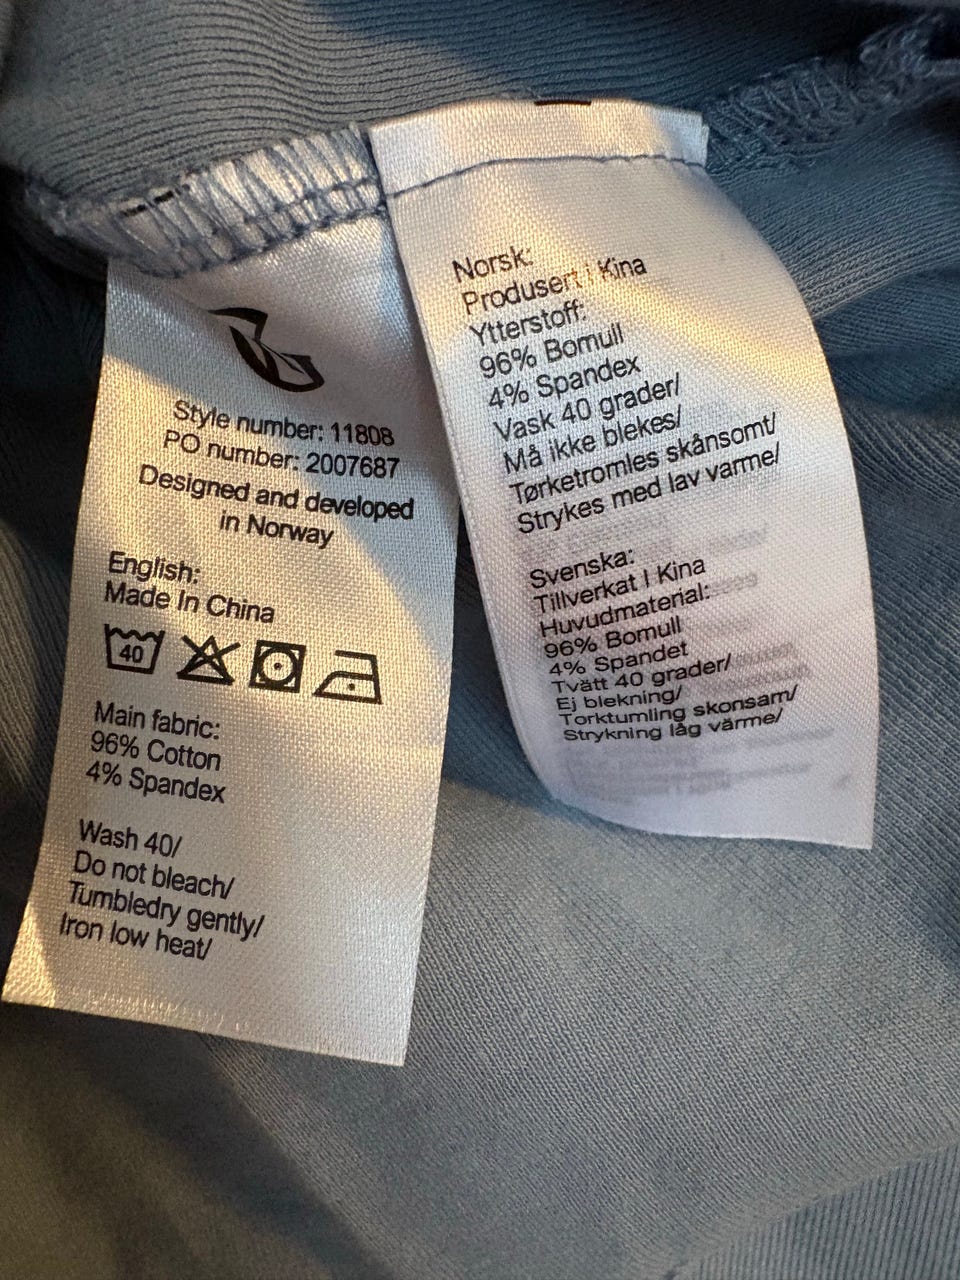 Style number: 11808
PO number: 2007687
Designed and developed
in Norway
English:
Made In China
40
Main fabric:
96% Cotton
4% Spandex
Wash 40/
Do not bleach/
Tumbledry gently/
Iron low heat/
Norsk:
Produsert i Kina
Ytterstoff:
96% Bomull
4% Spandex
Vask 40 grader/
Må ikke blekes/
Tørketromles skånsomt/
Strykes med lav varme/
Svenska:
Tillverkat I Kina
Huvudmaterial:
96% Bomull
4% Spandet
Tvätt 40 grader/
Ej blekning/
Torktumling skonsam/
Strykning låg värme/